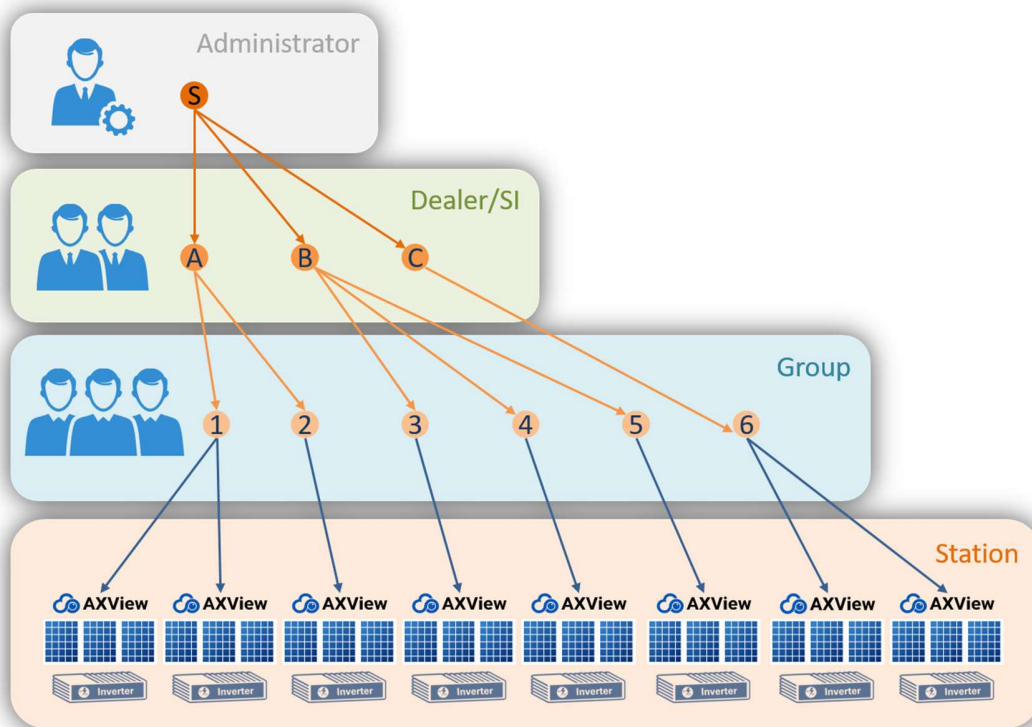 Administrator
S
Dealer/SI
A B C
Group
1 2 3 4 5 6
Station
AXView AXView AXView AXView AXView AXView AXView AXView
Inverter Inverter Inverter Inverter Inverter Inverter Inverter Inverter